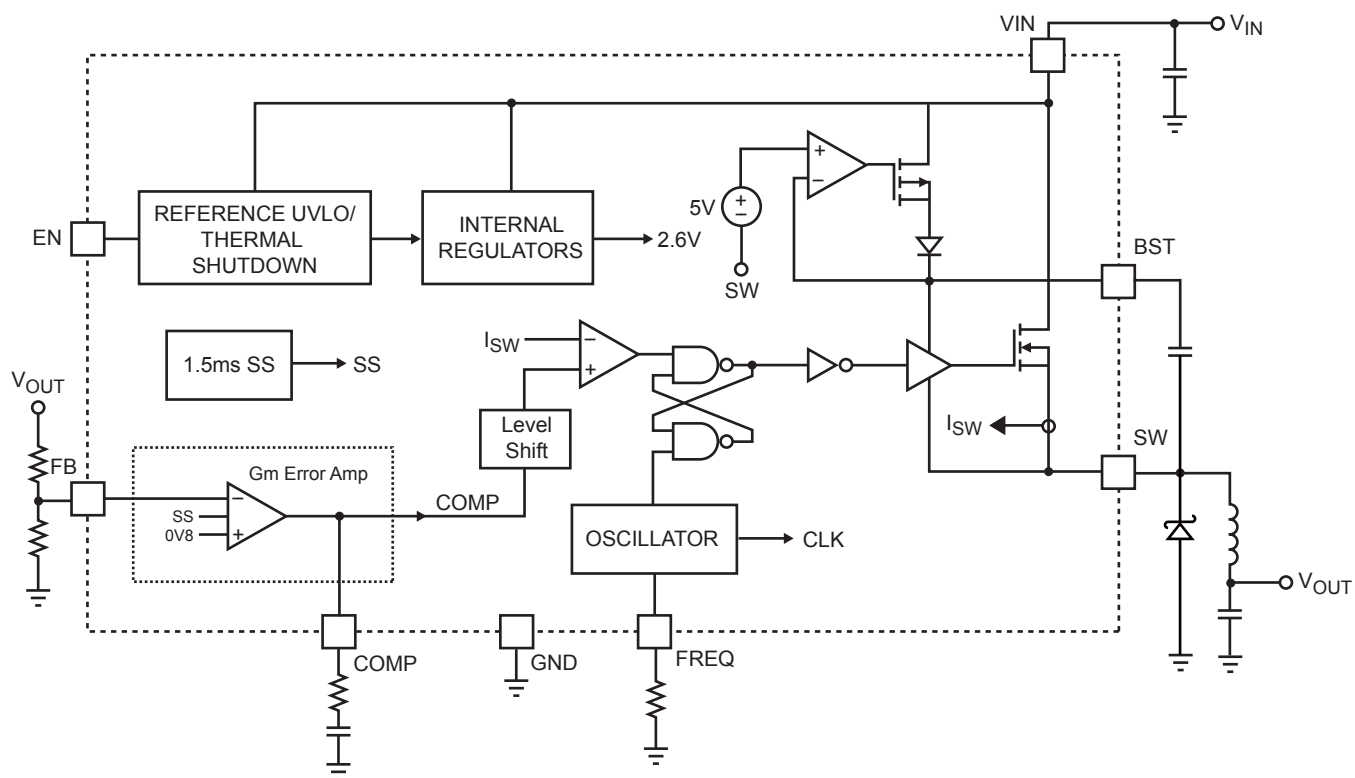 VIN
V_IN
REFERENCE UVLO/
THERMAL
SHUTDOWN
INTERNAL
REGULATORS
2.6V
EN
5V
+
−
+
−
SW
BST
1.5ms SS
SS
I_SW
−
+
Level
Shift
I_SW
SW
V_OUT
FB
Gm Error Amp
−
SS
0V8
+
COMP
OSCILLATOR
CLK
V_OUT
COMP
GND
FREQ